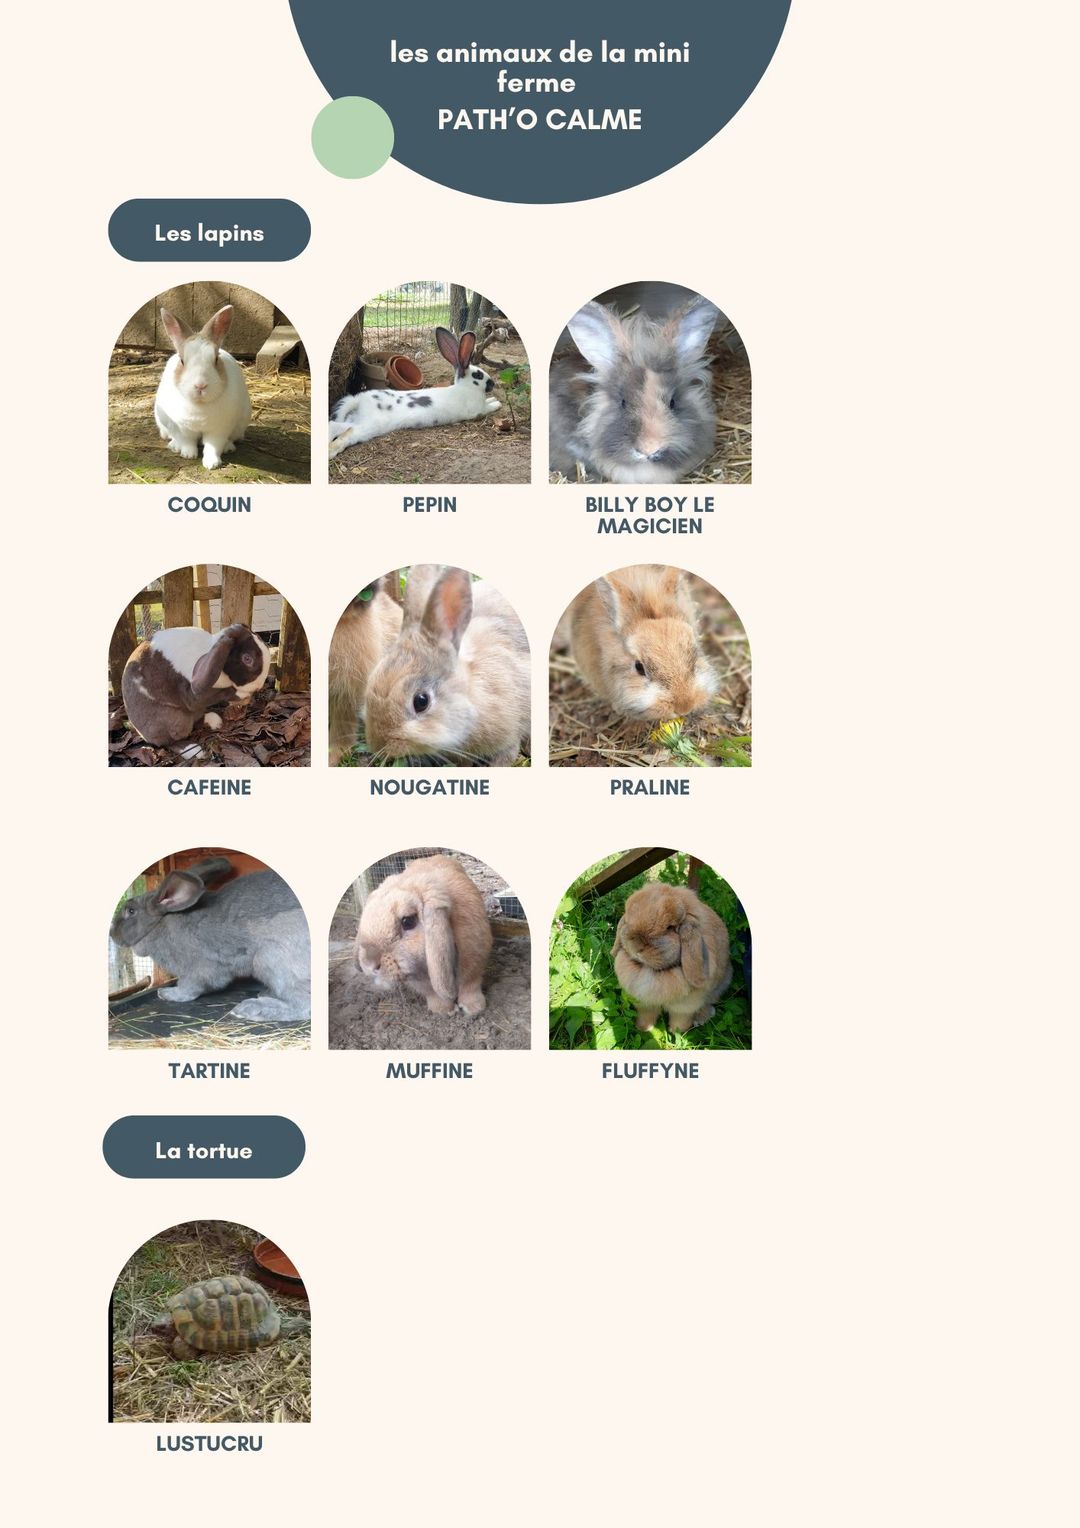 les animaux de la mini
ferme
PATH’O CALME
Les lapins
COQUIN
PEPIN
BILLY BOY LE
MAGICIEN
CAFEINE
NOUGATINE
PRALINE
TARTINE
MUFFINE
FLUFFYNE
La tortue
LUSTUCRU